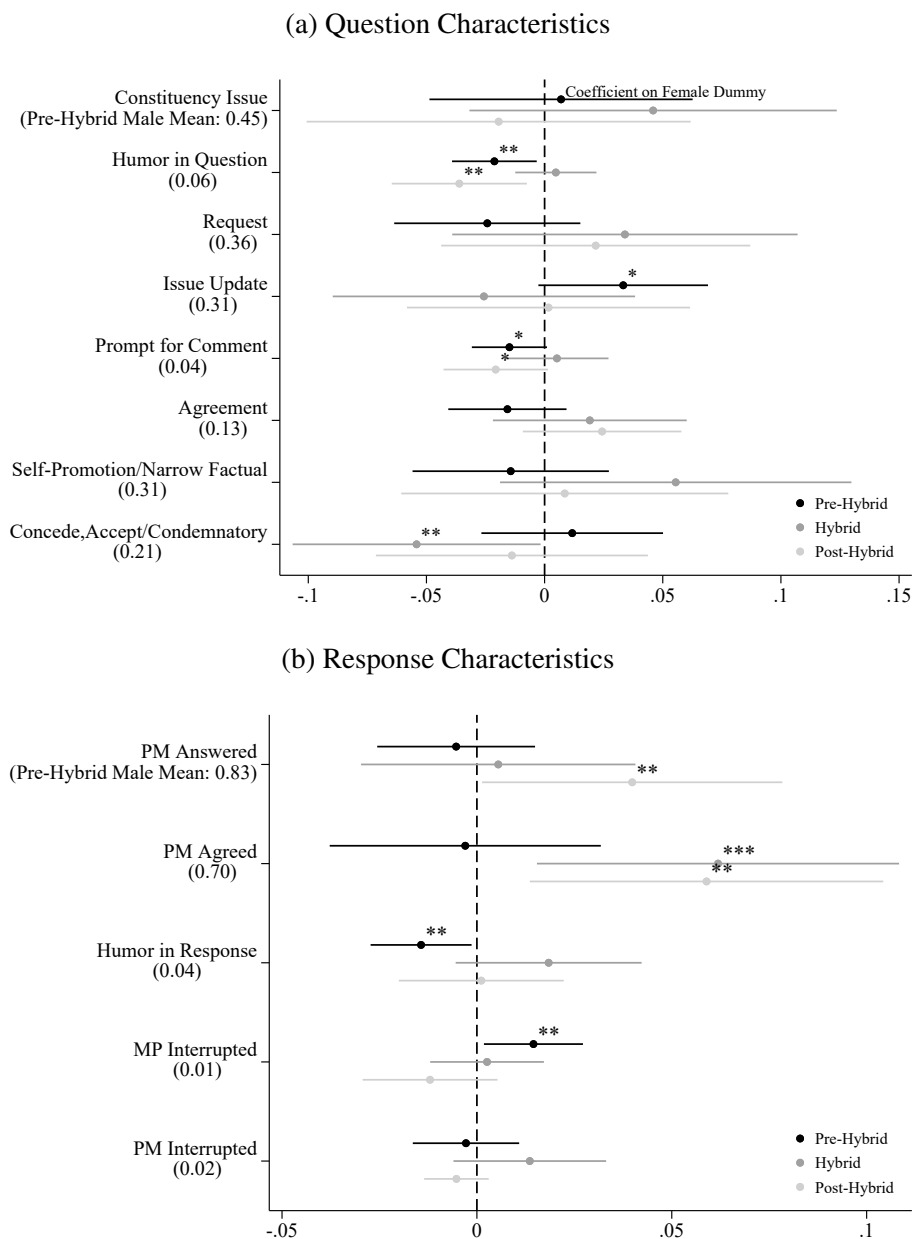 (a) Question Characteristics
Coefficient on Female Dummy
Constituency Issue
(Pre-Hybrid Male Mean: 0.45)
**
Humor in Question
**
(0.06)
Request
(0.36)
*
Issue Update
(0.31)
*
Prompt for Comment
*
(0.04)
Agreement
(0.13)
Self-Promotion/Narrow Factual
(0.31)
Pre-Hybrid
Concede,Accept/Condemnatory
**
Hybrid
(0.21)
Post-Hybrid
-.1 -.05 0 .05 .1 .15
(b) Response Characteristics
PM Answered
(Pre-Hybrid Male Mean: 0.83)
**
PM Agreed
***
(0.70)
**
**
Humor in Response
(0.04)
**
MP Interrupted
(0.01)
PM Interrupted
(0.02)
Pre-Hybrid
Hybrid
Post-Hybrid
-.05 0 .05 .1